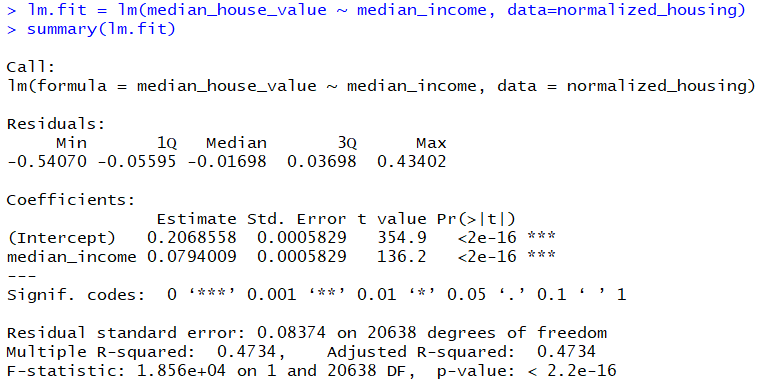 > lm.fit = lm(median_house_value ~ median_income, data=normalized_housing)
> summary(lm.fit)

Call:
lm(formula = median_house_value ~ median_income, data = normalized_housing)

Residuals:
     Min       1Q   Median       3Q      Max
-0.54070 -0.05595 -0.01698  0.03698  0.43402

Coefficients:
               Estimate Std. Error t value Pr(>|t|)
(Intercept)   0.2068558  0.0005829   354.9   <2e-16 ***
median_income 0.0794009  0.0005829   136.2   <2e-16 ***
---
Signif. codes:  0 ‘***’ 0.001 ‘**’ 0.01 ‘*’ 0.05 ‘.’ 0.1 ‘ ’ 1

Residual standard error: 0.08374 on 20638 degrees of freedom
Multiple R-squared:  0.4734,    Adjusted R-squared:  0.4734
F-statistic: 1.856e+04 on 1 and 20638 DF,  p-value: < 2.2e-16